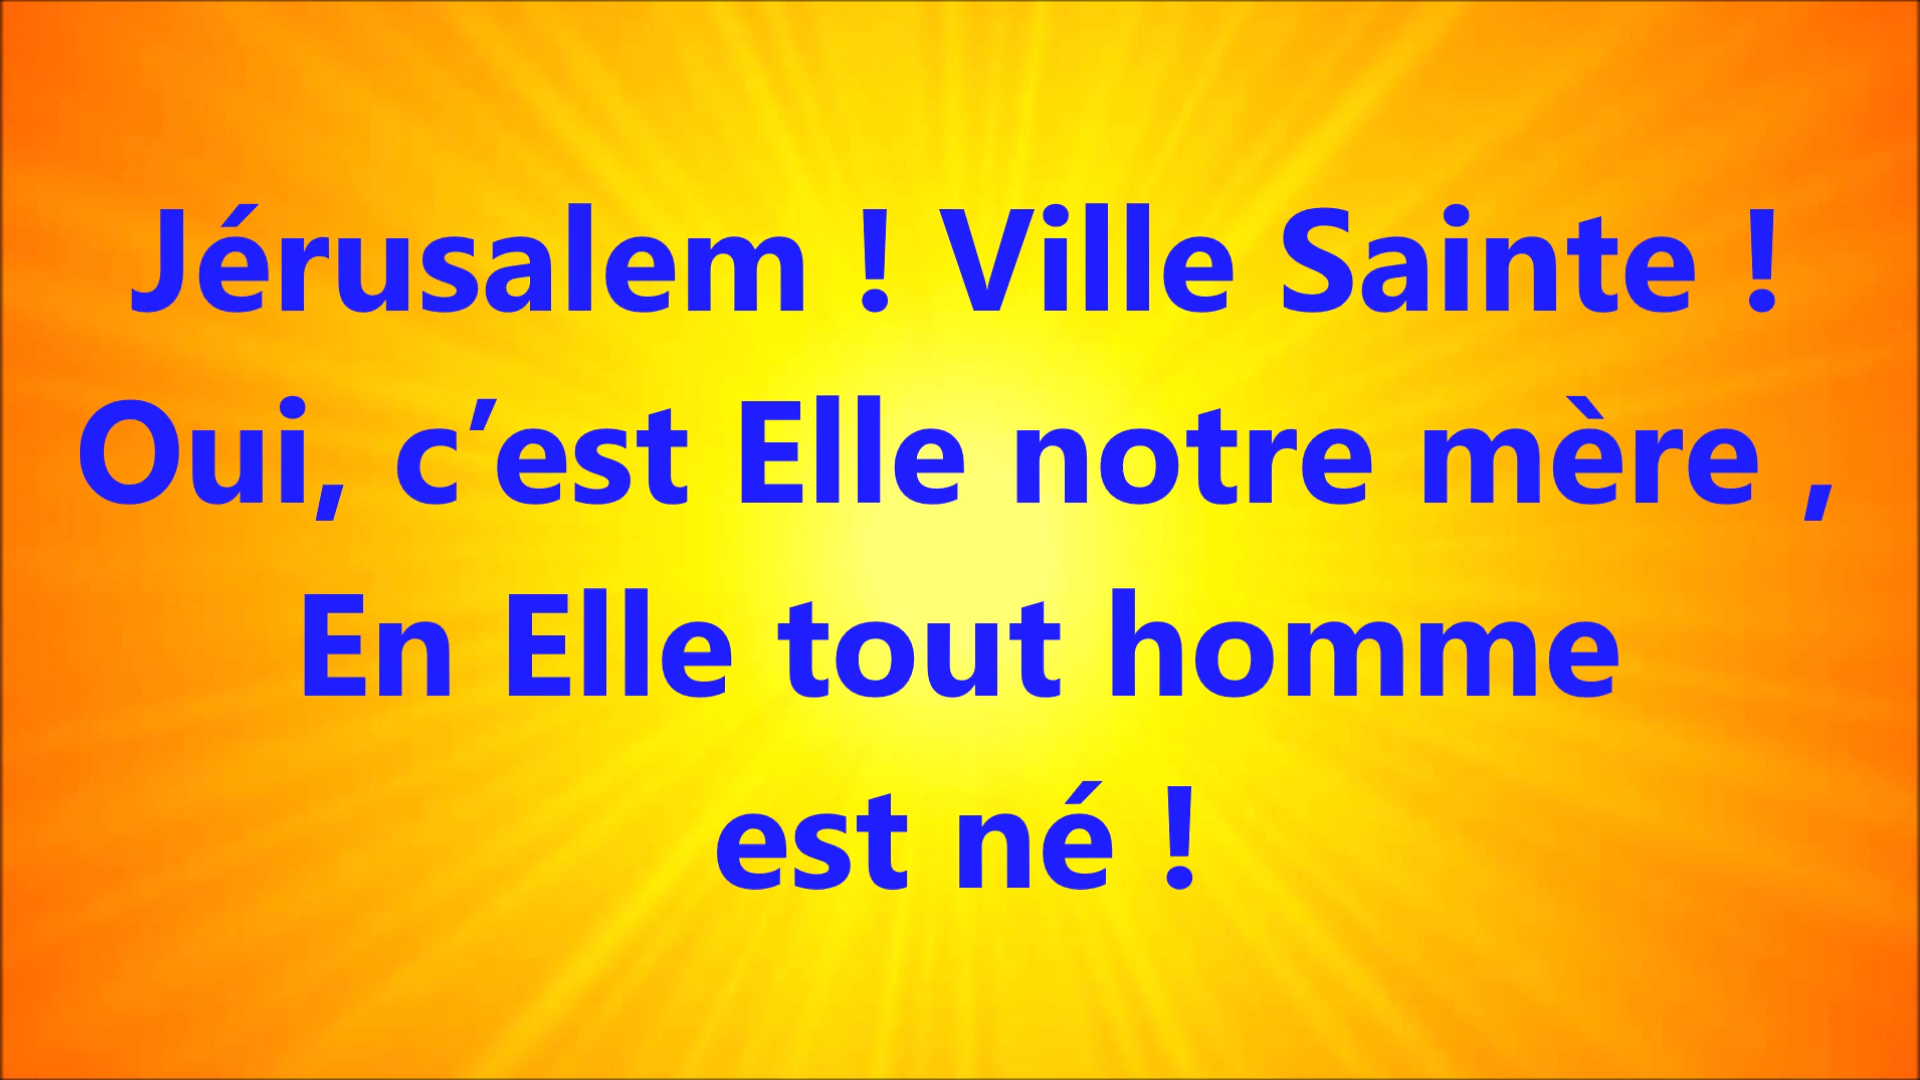 Jérusalem ! Ville Sainte !
Oui, c’est Elle notre mère ,
En Elle tout homme
est né !